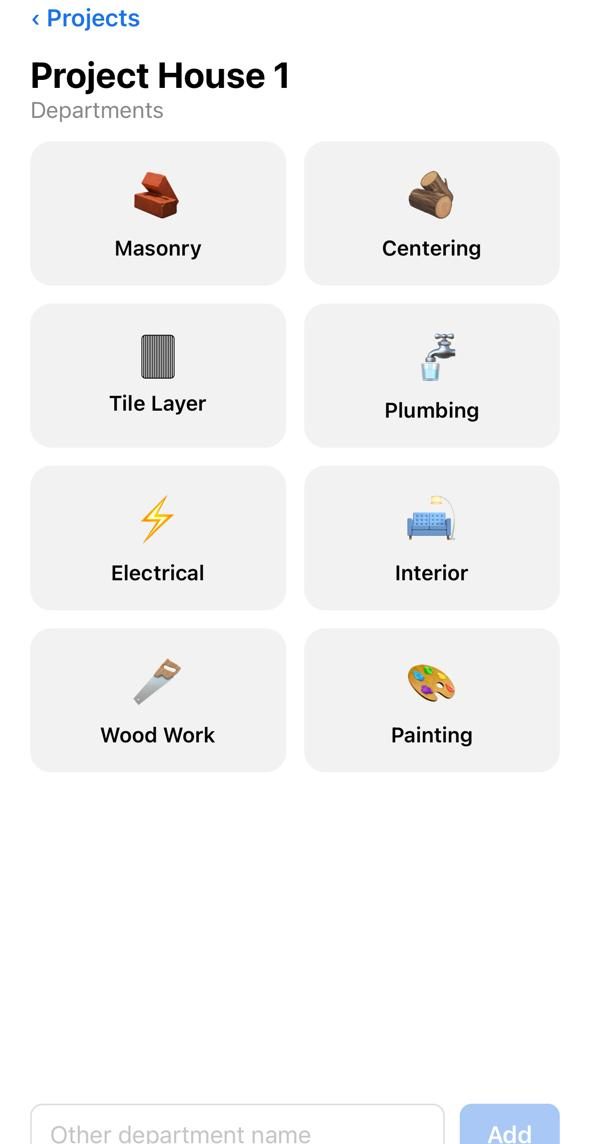 ‹ Projects
Project House 1
Departments
Masonry
Centering
Tile Layer
Plumbing
Electrical
Interior
Wood Work
Painting
Other department name
Add